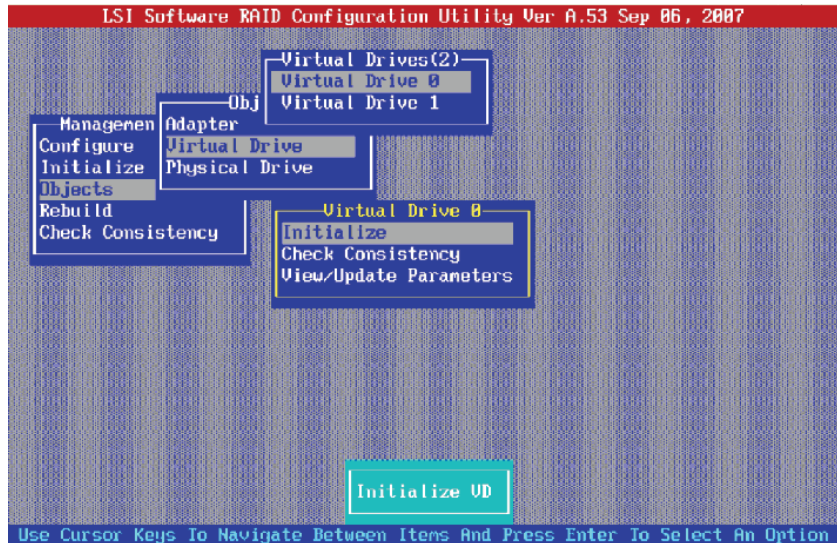 LSI Software RAID Configuration Utility Ver A.53 Sep 06, 2007
Virtual Drives(2)
Virtual Drive 0
Virtual Drive 1
Obj
Adapter
Virtual Drive
Physical Drive
Managemen
Configure
Initialize
Objects
Rebuild
Check Consistency
Virtual Drive 0
Initialize
Check Consistency
View/Update Parameters
Initialize VD
Use Cursor Keys To Navigate Between Items And Press Enter To Select An Option